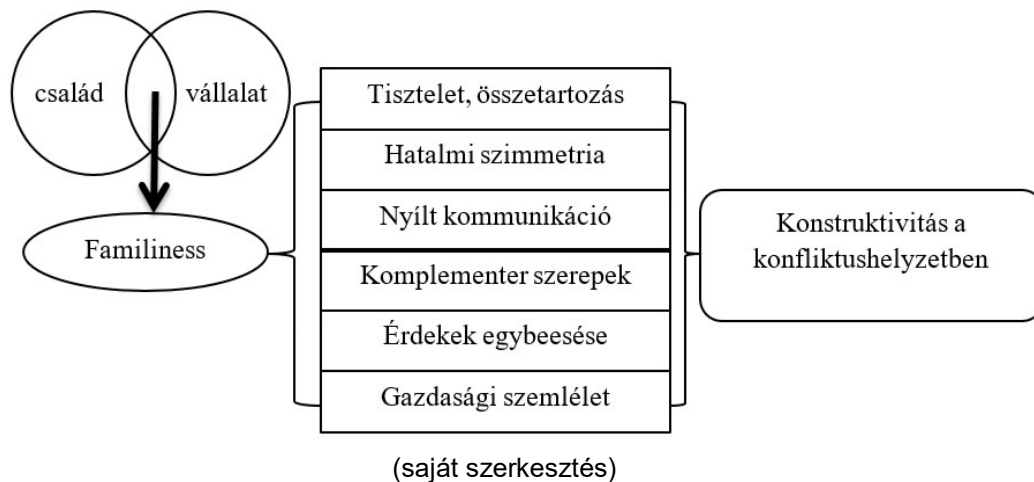 család
vállalat
Familiness
Tisztelet, összetartozás
Hatalmi szimmetria
Nyílt kommunikáció
Komplementer szerepek
Érdekek egybeesése
Gazdasági szemlélet
Konstruktivitás a
konfliktushelyzetben
(saját szerkesztés)